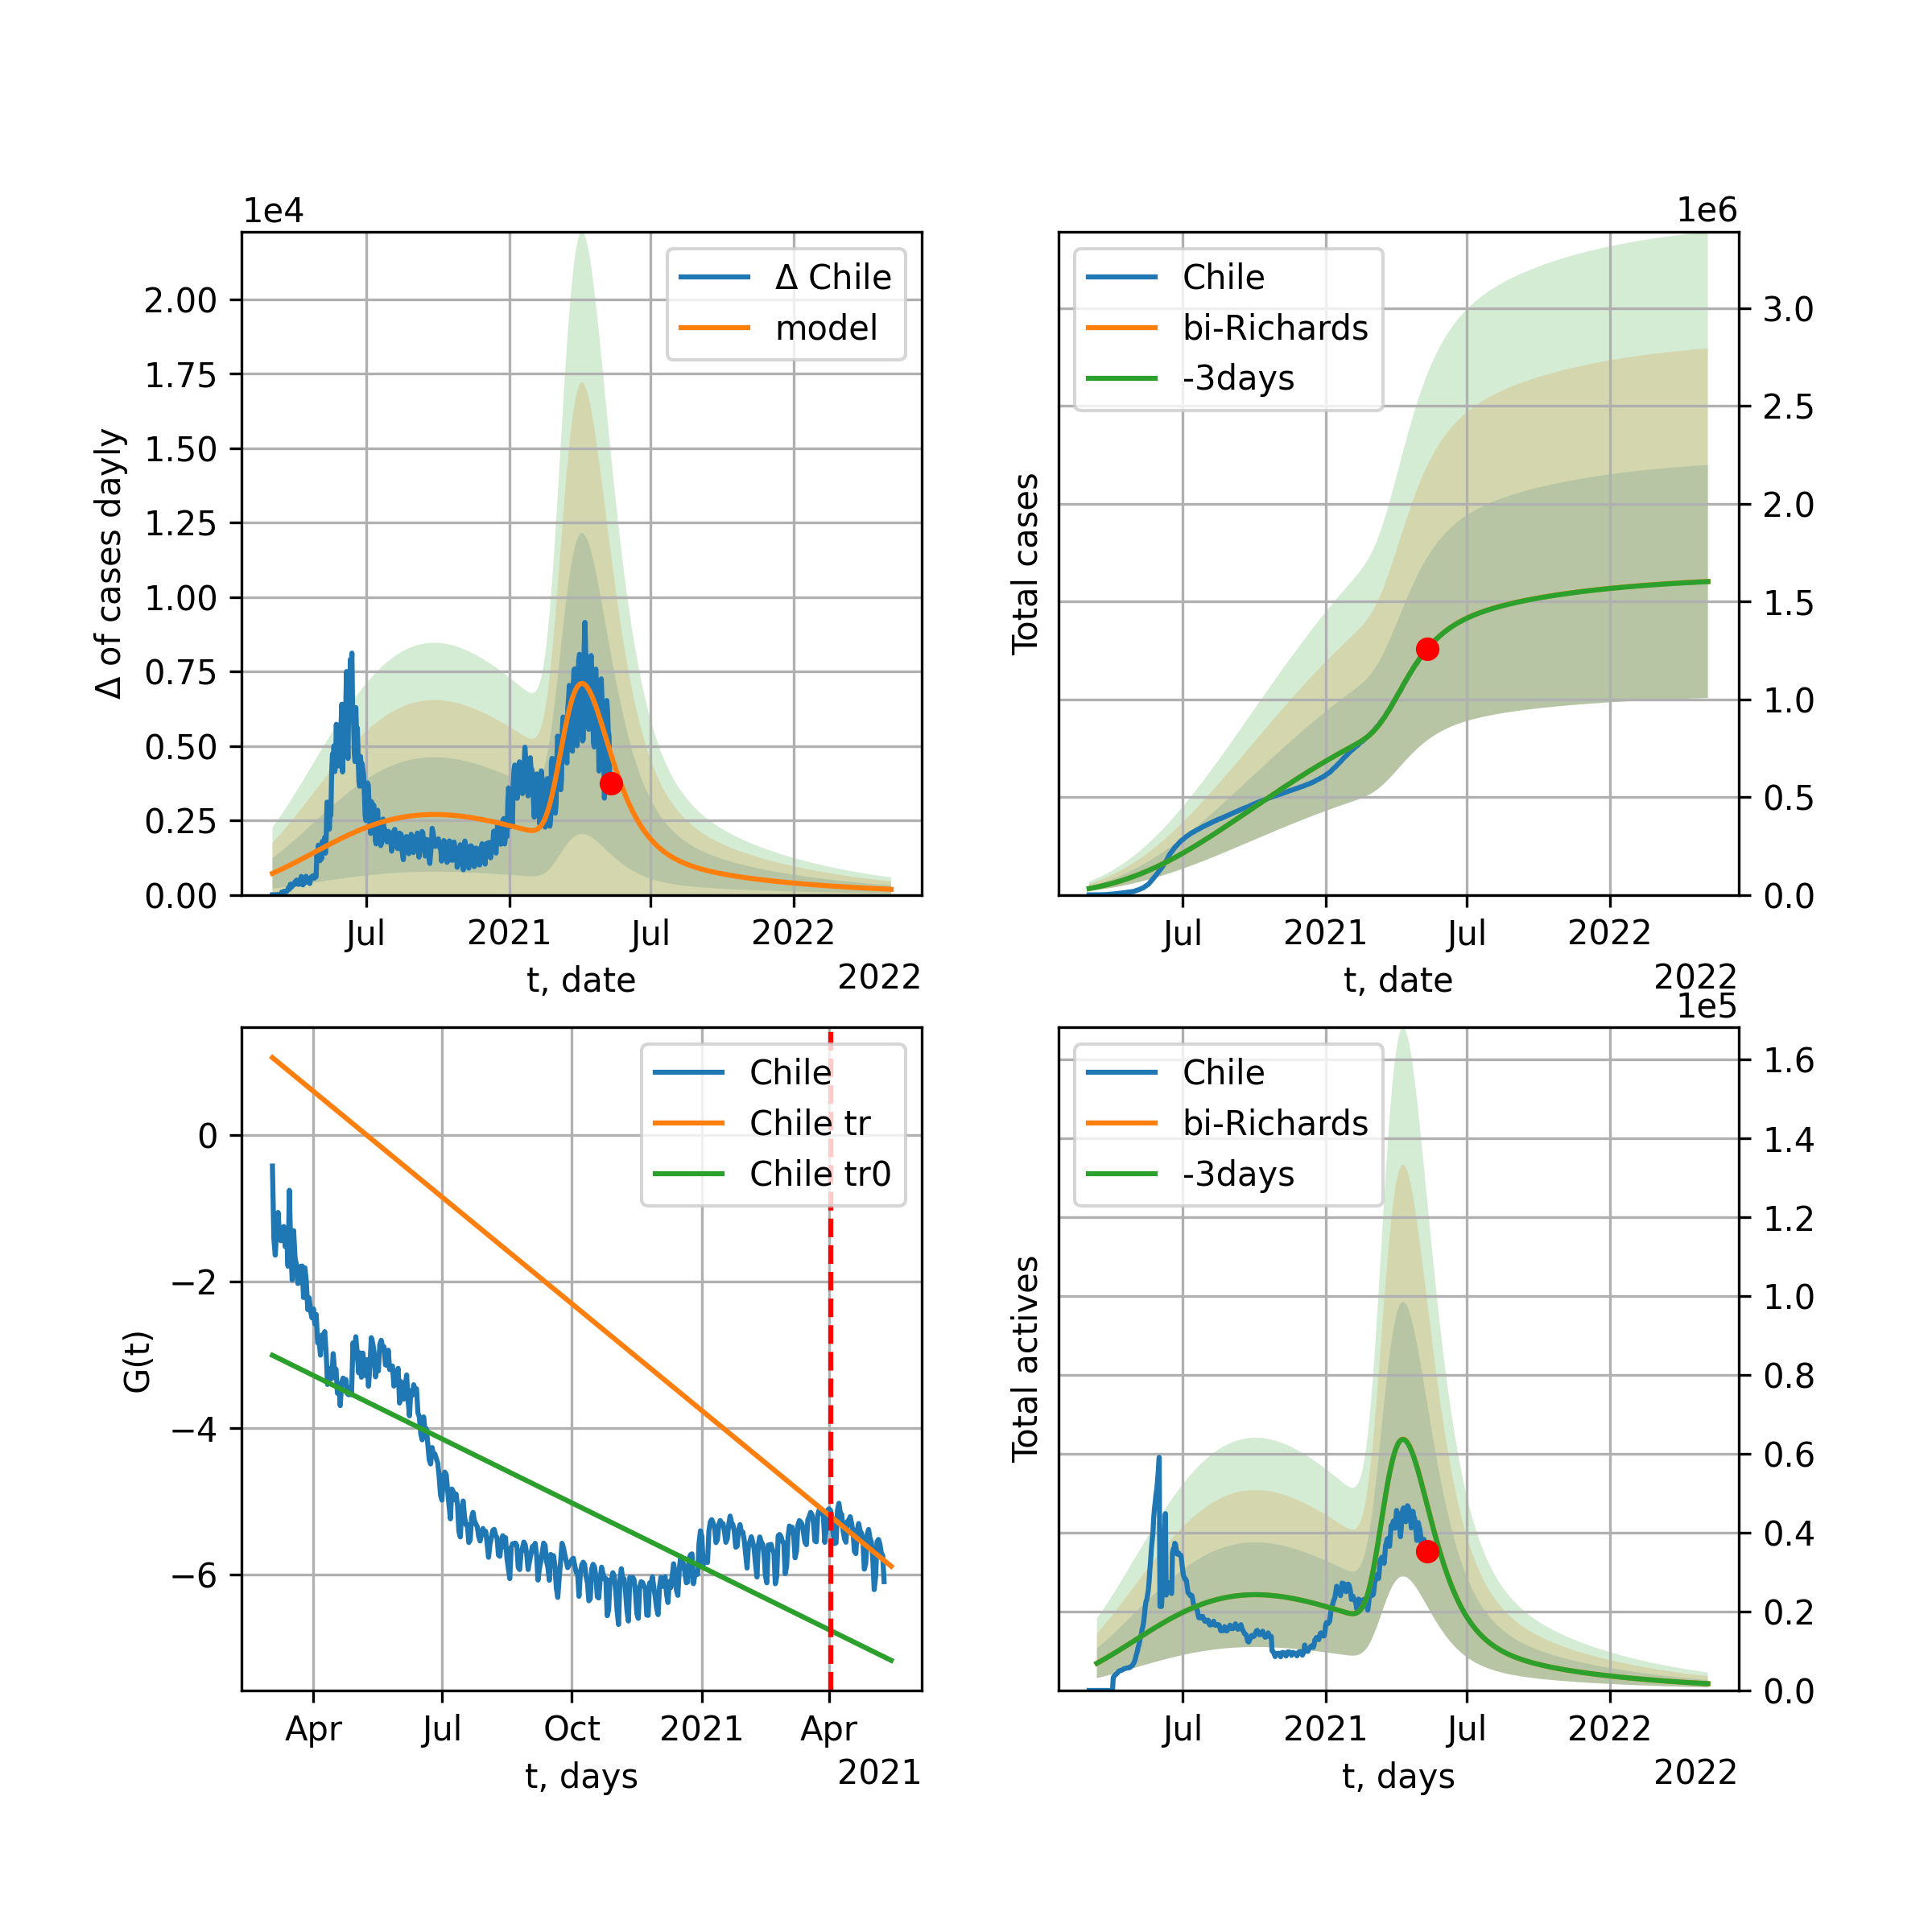 1e4
Δ of cases dayly
2.00
1.75
1.50
1.25
1.00
0.75
0.50
0.25
0.00
Δ Chile
model
Jul
2021
Jul
2022
t, date
2022
1e6
Total cases
Chile
bi-Richards
-3days
3.0
2.5
2.0
1.5
1.0
0.5
0.0
Jul
2021
Jul
2022
t, date
2022
G(t)
0
−2
−4
−6
Chile
Chile tr
Chile tr0
Apr
Jul
Oct
2021
Apr
t, days
2021
1e5
Total actives
Chile
bi-Richards
-3days
1.6
1.4
1.2
1.0
0.8
0.6
0.4
0.2
0.0
Jul
2021
Jul
2022
t, days
2022